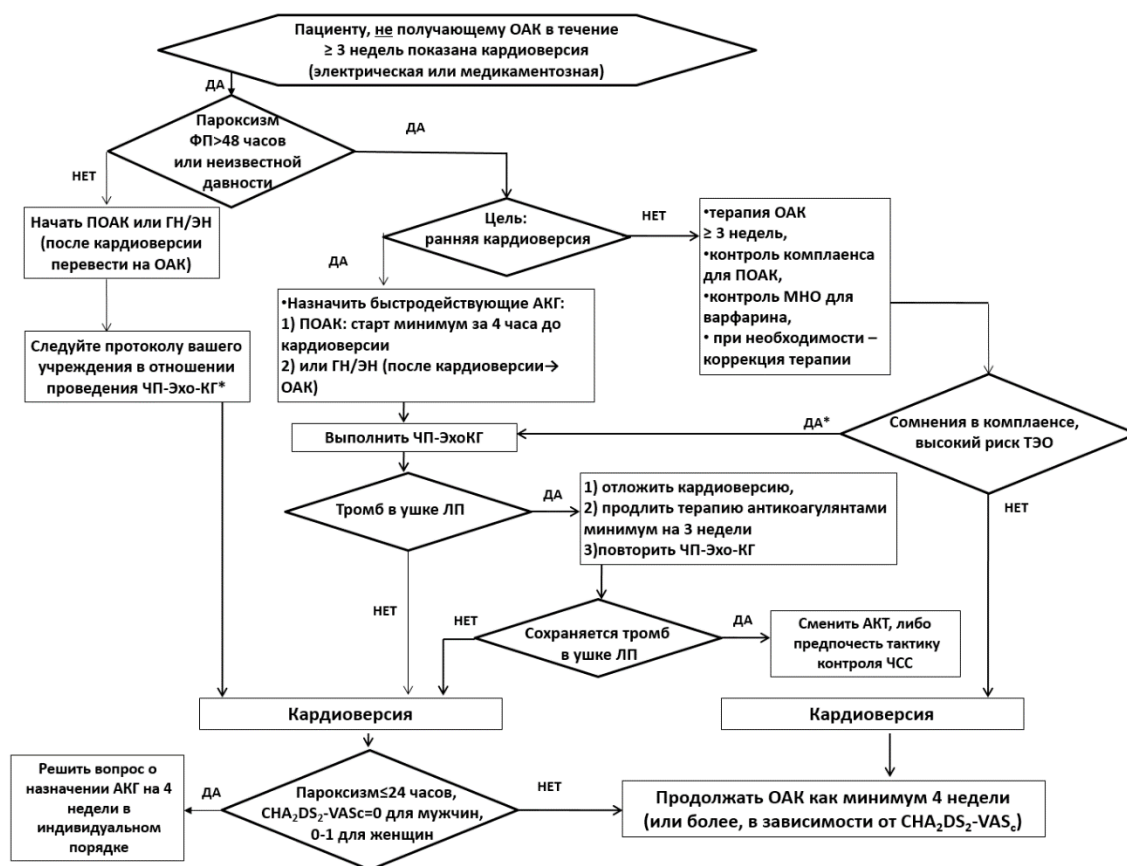 Пациенту, не получающему ОАК в течение
≥ 3 недель показана кардиоверсия
(электрическая или медикаментозная)
ДА
Пароксизм
ФП>48 часов
или неизвестной
давности
ДА
НЕТ
Начать ПОАК или ГН/ЭН
(после кардиоверсии
перевести на ОАК)
Следуйте протоколу вашего
учреждения в отношении
проведения ЧП-Эхо-КГ*
Цель:
ранняя кардиоверсия
НЕТ
ДА
•терапия ОАК
≥ 3 недель,
•контроль комплаенса
для ПОАК,
•контроль МНО для
варфарина,
• при необходимости –
коррекция терапии
•Назначить быстродействующие АКГ:
1) ПОАК: старт минимум за 4 часа до
кардиоверсии
2) или ГН/ЭН (после кардиоверсии→
ОАК)
Сомнения в комплаенсе,
высокий риск ТЭО
ДА*
НЕТ
Выполнить ЧП-ЭхоКГ
Тромб в ушке ЛП
ДА
НЕТ
1) отложить кардиоверсию,
2) продлить терапию антикоагулянтами
минимум на 3 недели
3)повторить ЧП-Эхо-КГ
Сохраняется тромб
в ушке ЛП
НЕТ
ДА
Сменить АКТ, либо
предпочесть тактику
контроля ЧСС
Кардиоверсия
Кардиоверсия
Пароксизм≤24 часов,
CHA₂DS₂-VASc=0 для мужчин,
0-1 для женщин
ДА
НЕТ
Решить вопрос о
назначении АКГ на 4
недели в
индивидуальном
порядке
Продолжать ОАК как минимум 4 недели
(или более, в зависимости от CHA₂DS₂-VASc)